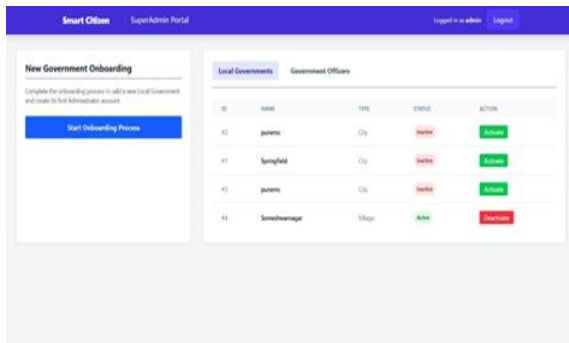 Smart Citizen SuperAdmin Portal Logged in as admin Logout
New Government Onboarding
Complete the onboarding process to add a new Local Government
and create its first Administrator account.
Start Onboarding Process
Local Governments Government Officers
ID NAME TYPE STATUS ACTION
punemc City Inactive Activate
#1 Springfield City Inactive Activate
punemc City Inactive Activate
#4 Someshwarnagar Village Active Deactivate